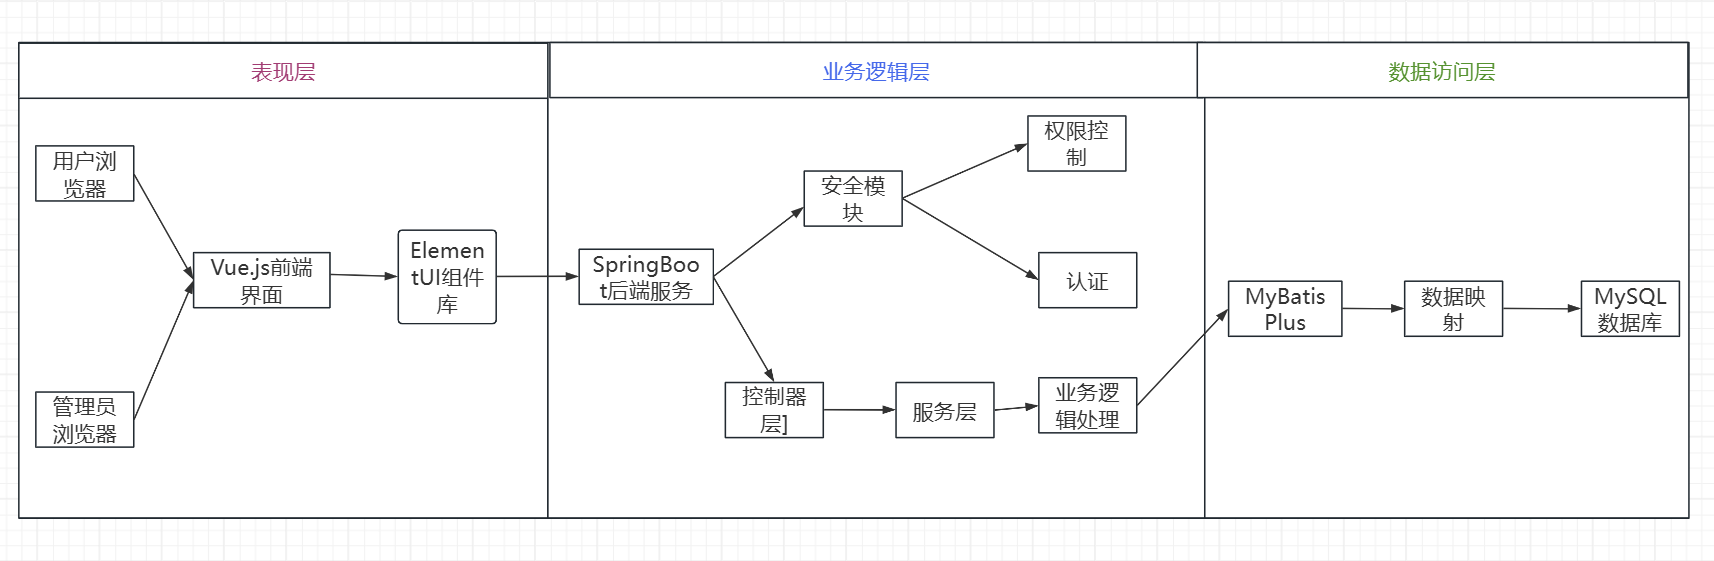 表现层
业务逻辑层
数据访问层
用户浏
览器
管理员
浏览器
Vue.js前端
界面
Elemen
tUI组件
库
SpringBoo
t后端服务
安全模
块
权限控
制
认证
控制器
层]
服务层
业务逻
辑处理
MyBatis
Plus
数据映
射
MySQL
数据库